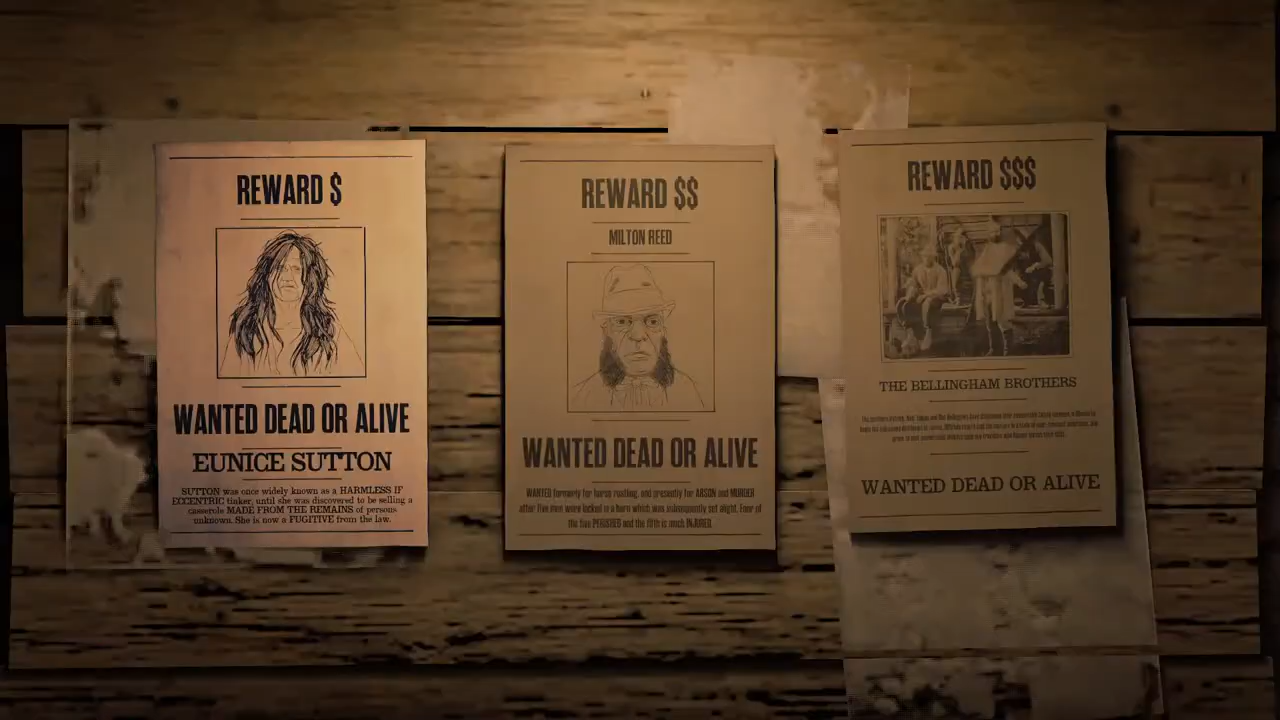 REWARD $
WANTED DEAD OR ALIVE
EUNICE SUTTON
SUTTON was once widely known as a HARMLESS IF
ECCENTRIC tinker, until she was discovered to be selling a
casserole MADE FROM THE REMAINS of persons
unknown. She is now a FUGITIVE from the law.
REWARD $$
MILTON REED
WANTED DEAD OR ALIVE
WANTED formerly for horse rustling, and presently for ARSON and MURDER
after five men were locked in a barn which was subsequently set alight. Four of
the five PERISHED and the fifth is much INJURED.
REWARD $$$
THE BELLINGHAM BROTHERS
WANTED DEAD OR ALIVE